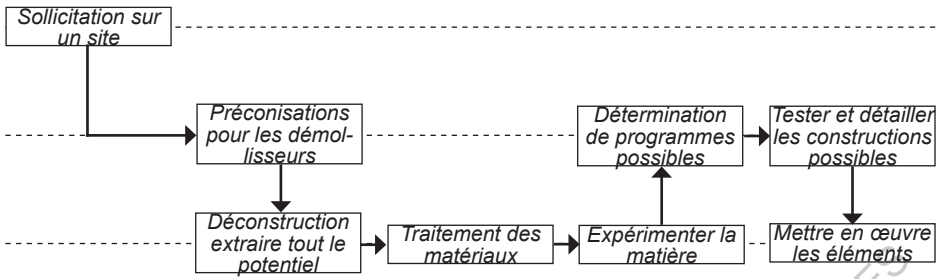 Sollicitation sur
un site
Préconisations
pour les démol-
lisseurs
Déconstruction
extraire tout le
potentiel
Traitement des
matériaux
Expérimenter la
matière
Détermination
de programmes
possibles
Tester et détailler
les constructions
possibles
Mettre en œuvre
les éléments